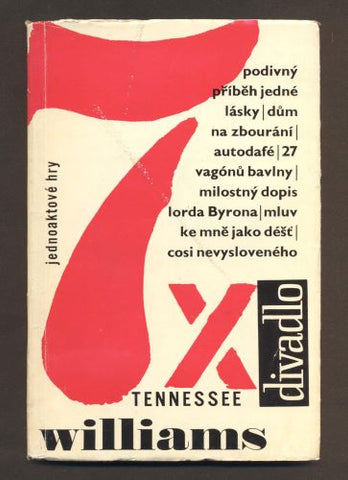 podivný
příběh jedné
lásky|dům
na zbourání|
autodafé|27
vagónů bavlny|
milostný dopis
lorda Byrona|mluv
ke mně jako déšť|
cosi nevysloveného
jednoaktové hry
7 X
divadlo
TENNESSEE
williams